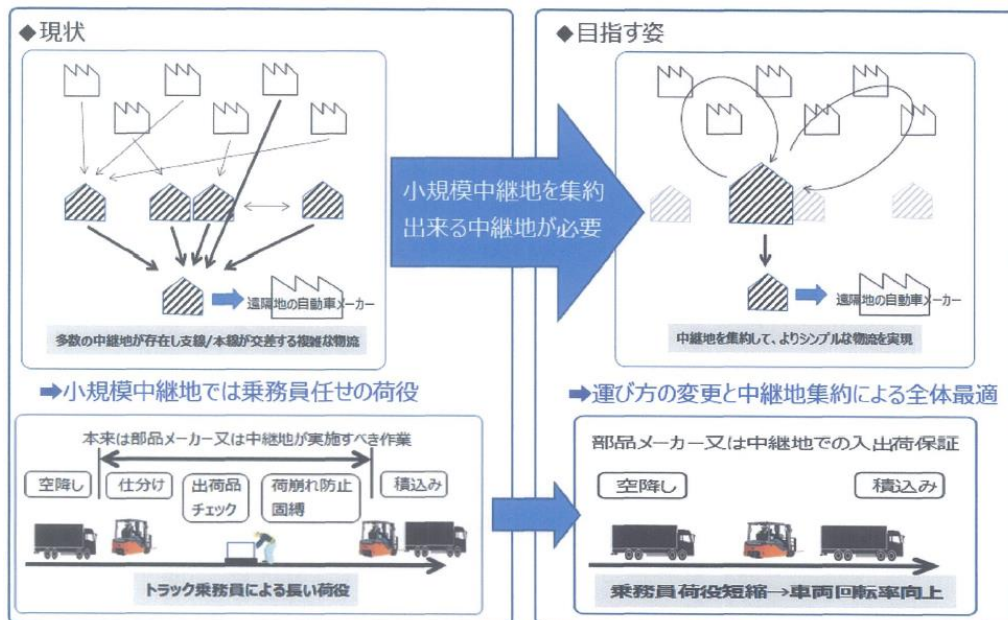 ◆現状
遠隔地の自動車メーカー
多数の中継地が存在し支線/本線が交差する複雑な物流
➡小規模中継地では乗務員任せの荷役
本来は部品メーカー又は中継地が実施すべき作業
空降し
仕分け
出荷品
チェック
荷崩れ防止
固縛
積込み
トラック乗務員による長い荷役
小規模中継地を集約
出来る中継地が必要
◆目指す姿
遠隔地の自動車メーカー
中継地を集約して、よりシンプルな物流を実現
➡運び方の変更と中継地集約による全体最適
部品メーカー又は中継地での入出荷保証
空降し
積込み
乗務員荷役短縮→車両回転率向上